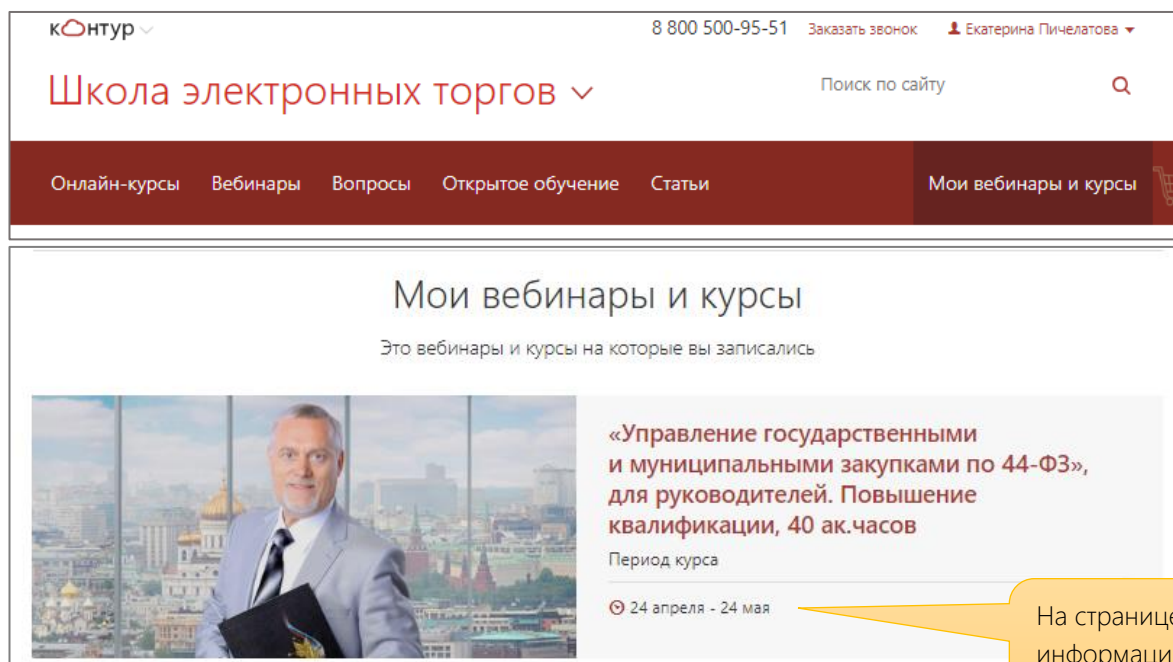 контур
8 800 500-95-51 Заказать звонок Екатерина Пичелатова
Школа электронных торгов
Поиск по сайту
Онлайн-курсы Вебинары Вопросы Открытое обучение Статьи Мои вебинары и курсы
Мои вебинары и курсы
Это вебинары и курсы на которые вы записались
«Управление государственными
и муниципальными закупками по 44-ФЗ»,
для руководителей. Повышение
квалификации, 40 ак.часов
Период курса
24 апреля - 24 мая
На странице